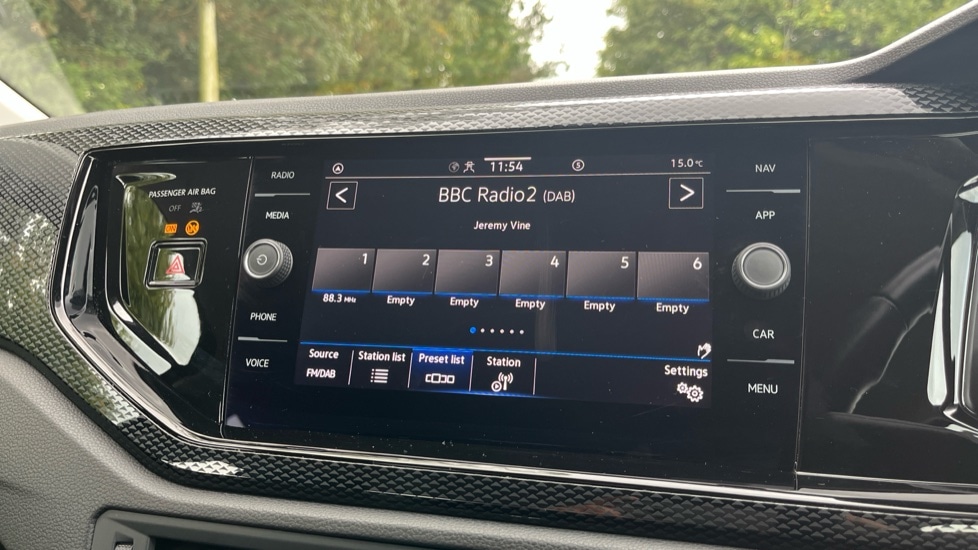 PASSENGER AIR BAG
OFF
ON
RADIO
MEDIA
PHONE
VOICE
11:54
5
15.0 °C
< BBC Radio2 (DAB) >
Jeremy Vine
1 2 3 4 5 6
88.3 MHz Empty Empty Empty Empty Empty
Source Station list Preset list Station Settings
FM/DAB
NAV
APP
CAR
MENU